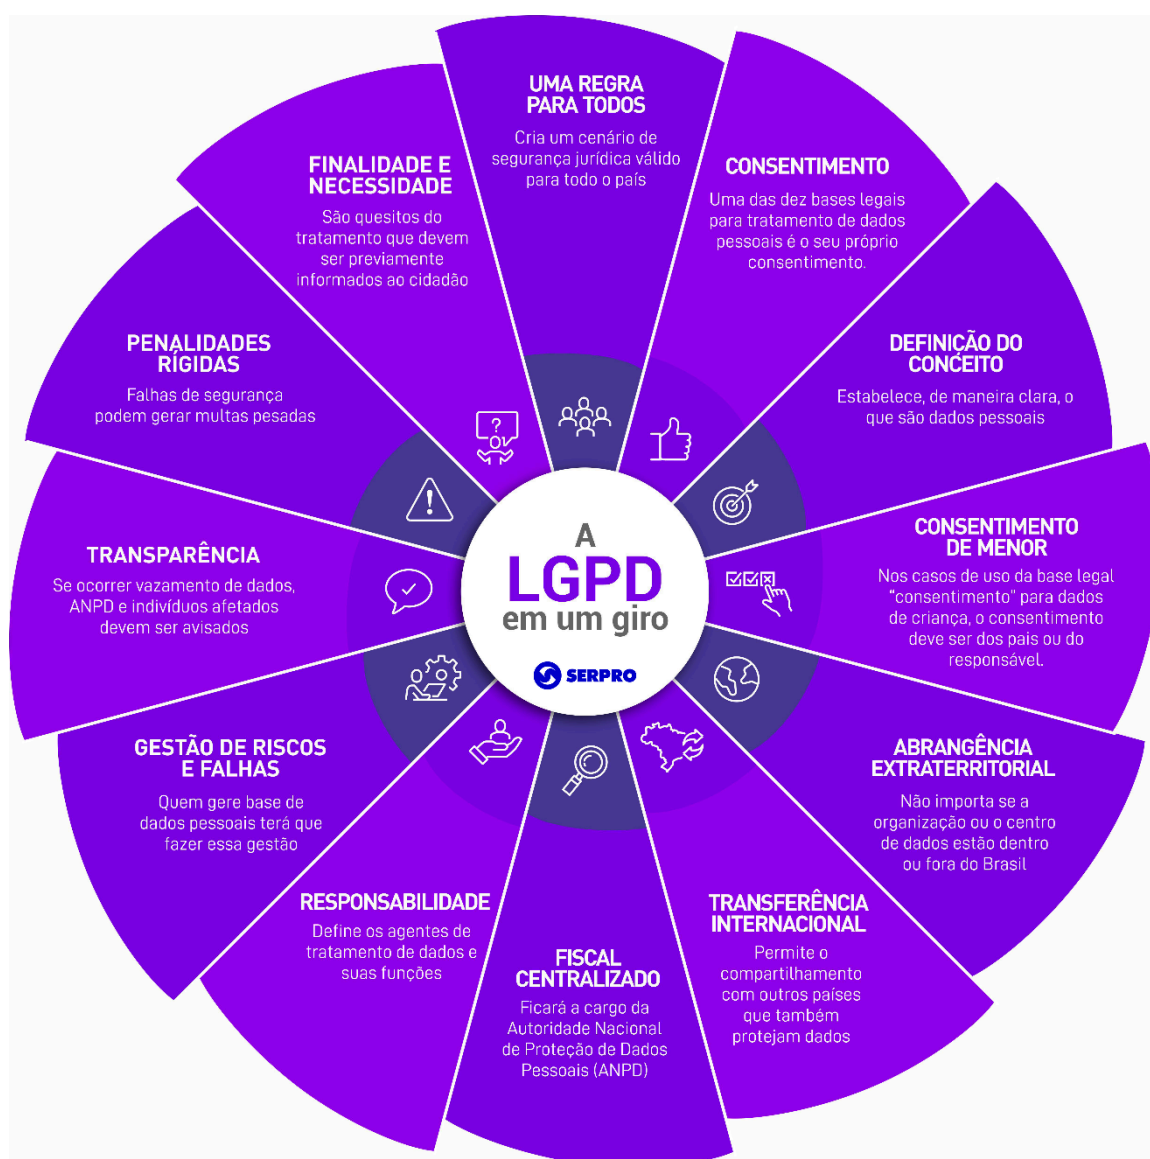 UMA REGRA
PARA TODOS
Cria um cenário de
segurança jurídica válido
para todo o país
CONSENTIMENTO
Uma das dez bases legais
para tratamento de dados
pessoais é o seu próprio
consentimento.
DEFINIÇÃO DO
CONCEITO
Estabelece, de maneira clara, o
que são dados pessoais
CONSENTIMENTO
DE MENOR
Nos casos de uso da base legal
“consentimento” para dados
de criança, o consentimento
deve ser dos pais ou do
responsável.
ABRANGÊNCIA
EXTRATERRITORIAL
Não importa se a
organização ou o centro
de dados estão dentro
ou fora do Brasil
TRANSFERÊNCIA
INTERNACIONAL
Permite o
compartilhamento
com outros países
que também
protejam dados
FISCAL
CENTRALIZADO
Ficará a cargo da
Autoridade Nacional
de Proteção de Dados
Pessoais (ANPD)
RESPONSABILIDADE
Define os agentes de
tratamento de dados e
suas funções
GESTÃO DE RISCOS
E FALHAS
Quem gere base de
dados pessoais terá que
fazer essa gestão
TRANSPARÊNCIA
Se ocorrer vazamento de dados,
ANPD e indivíduos afetados
devem ser avisados
PENALIDADES
RÍGIDAS
Falhas de segurança
podem gerar multas pesadas
FINALIDADE E
NECESSIDADE
São quesitos do
tratamento que devem
ser previamente
informados ao cidadão
?
!
A
LGPD
em um giro
SERPRO